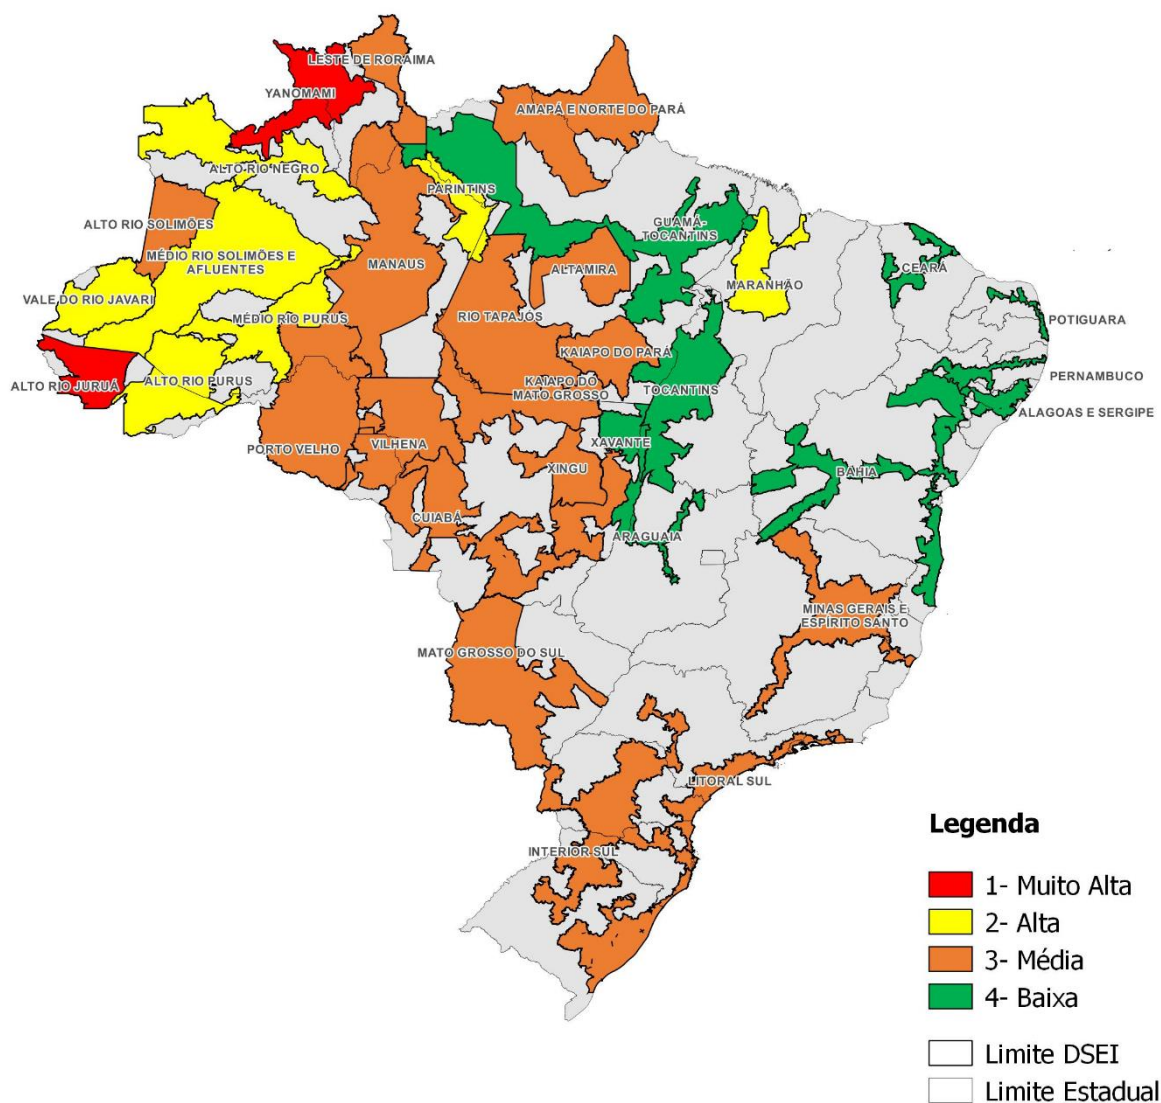 LESTE DE RORAIMA
YANOMAMI
AMAPÁ E NORTE DO PARÁ
ALTO RIO NEGRO
PARINTINS
ALTO RIO SOLIMÕES
GUAMÁ-
TOCANTINS
MÉDIO RIO SOLIMÕES E
AFLUENTES
MANAUS
ALTAMIRA
CEARÁ
MARANHÃO
VALE DO RIO JAVARI
MÉDIO RIO PURUS
RIO TAPAJÓS
POTIGUARA
KAIAPO DO PARÁ
PERNAMBUCO
ALTO RIO JURUÁ
ALTO RIO PURUS
KAIAPO DO
MATO GROSSO
TOCANTINS
ALAGOAS E SERGIPE
PORTO VELHO
VILHENA
XAVANTE
XINGU
BAHIA
CUIABÁ
ARAGUAIA
MINAS GERAIS E
ESPÍRITO SANTO
MATO GROSSO DO SUL
LITORAL SUL
INTERIOR SUL
Legenda
1- Muito Alta
2- Alta
3- Média
4- Baixa
Limite DSEI
Limite Estadual